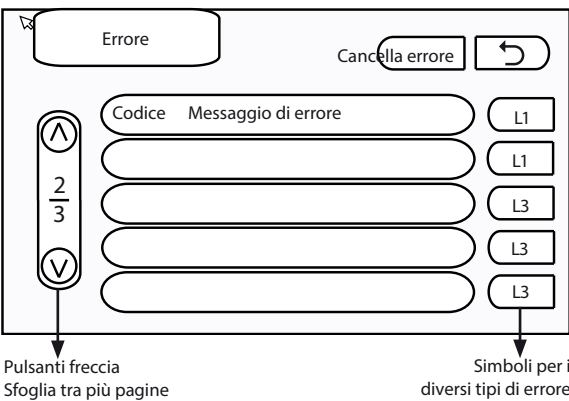 Errore
Cancella errore
Codice Messaggio di errore
L1
L1
2
3
L3
L3
L3
Pulsanti freccia
Sfoglia tra più pagine
Simboli per i
diversi tipi di errore